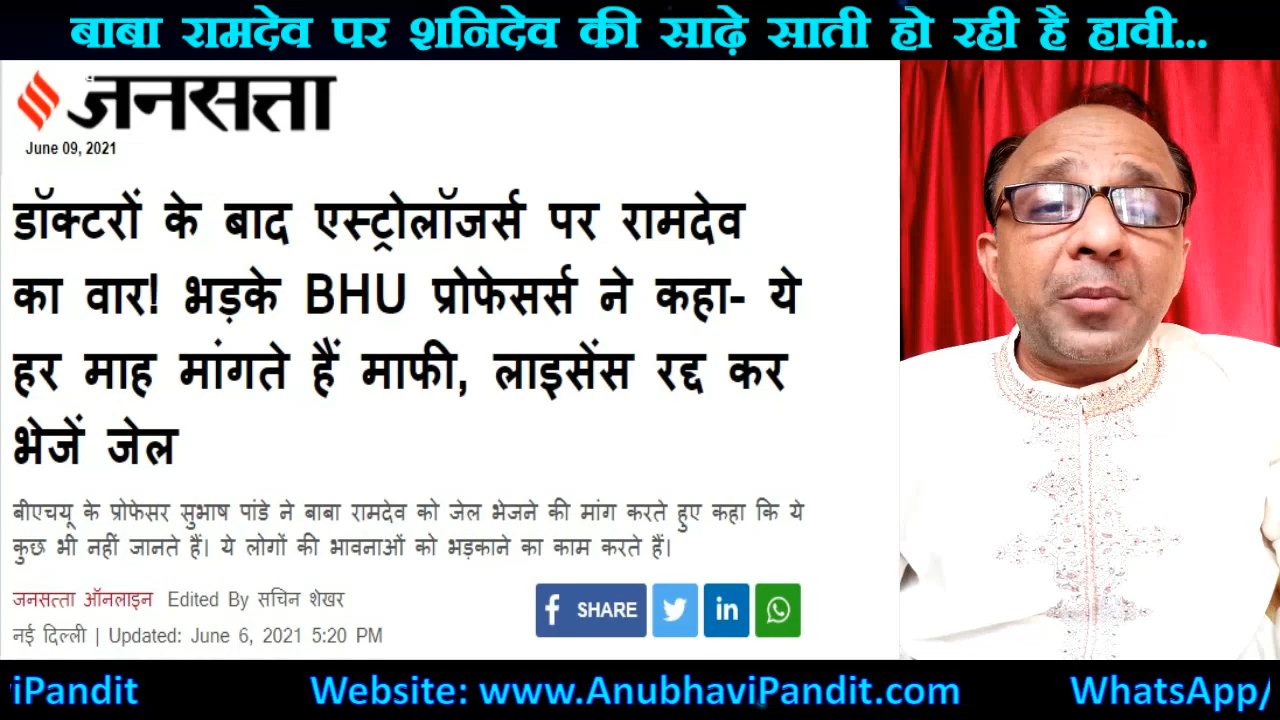 बाबा रामदेव पर शनिदेव की साढ़े साती हो रही है हावी...
जनसत्ता
June 09, 2021
डॉक्टरों के बाद एस्ट्रोलॉजर्स पर रामदेव
का वार! भड़के BHU प्रोफेसर्स ने कहा- ये
हर माह मांगते हैं माफी, लाइसेंस रद्द कर
भेजें जेल
बीएचयू के प्रोफेसर सुभाष पांडे ने बाबा रामदेव को जेल भेजने की मांग करते हुए कहा कि ये
कुछ भी नहीं जानते हैं। ये लोगों की भावनाओं को भड़काने का काम करते हैं।
जनसत्ता ऑनलाइन Edited By सचिन शेखर
नई दिल्ली | Updated: June 6, 2021 5:20 PM
f SHARE in
iPandit Website: www.AnubhaviPandit.com WhatsApp/